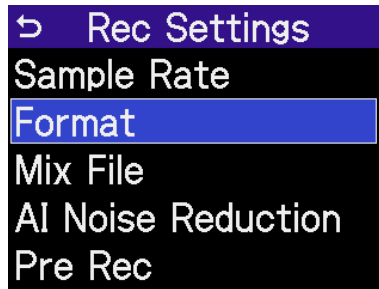 Rec Settings
Sample Rate
Format
Mix File
AI Noise Reduction
Pre Rec